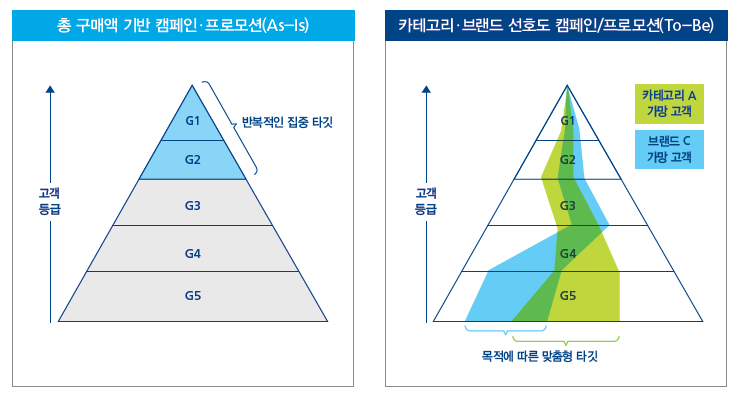 총 구매액 기반 캠페인·프로모션(As-Is)
G1
반복적인 집중 타깃
G2
고객
등급
G3
G4
G5
카테고리·브랜드 선호도 캠페인/프로모션(To-Be)
카테고리 A
가망 고객
브랜드 C
가망 고객
G1
G2
고객
등급
G3
G4
G5
목적에 따른 맞춤형 타깃